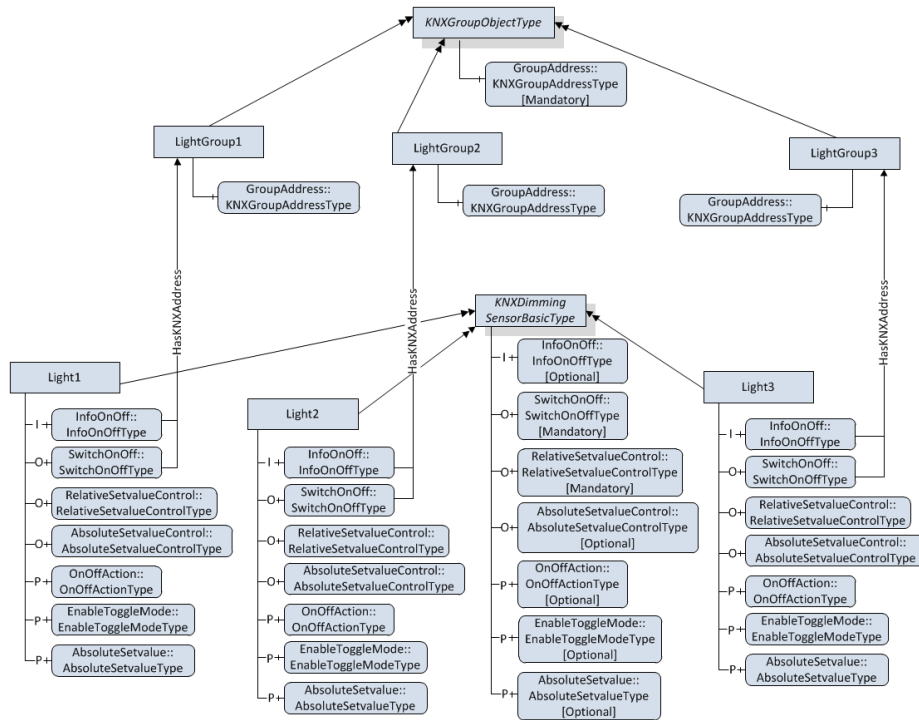 KNXGroupObjectType
GroupAddress::
KNXGroupAddressType
[Mandatory]
LightGroup1
GroupAddress::
KNXGroupAddressType
LightGroup2
GroupAddress::
KNXGroupAddressType
LightGroup3
GroupAddress::
KNXGroupAddressType
HasKNXAddress
HasKNXAddress
HasKNXAddress
Light1
I
InfoOnOff::
InfoOnOffType
O
SwitchOnOff::
SwitchOnOffType
O
RelativeSetvalueControl::
RelativeSetvalueControlType
O
AbsoluteSetvalueControl::
AbsoluteSetvalueControlType
P
OnOffAction::
OnOffActionType
P
EnableToggleMode::
EnableToggleModeType
P
AbsoluteSetvalue::
AbsoluteSetvalueType
Light2
I
InfoOnOff::
InfoOnOffType
O
SwitchOnOff::
SwitchOnOffType
O
RelativeSetvalueControl::
RelativeSetvalueControlType
O
AbsoluteSetvalueControl::
AbsoluteSetvalueControlType
P
OnOffAction::
OnOffActionType
P
EnableToggleMode::
EnableToggleModeType
P
AbsoluteSetvalue::
AbsoluteSetvalueType
KNXDimming
SensorBasicType
I
InfoOnOff::
InfoOnOffType
[Optional]
O
SwitchOnOff::
SwitchOnOffType
[Mandatory]
O
RelativeSetvalueControl::
RelativeSetvalueControlType
[Mandatory]
O
AbsoluteSetvalueControl::
AbsoluteSetvalueControlType
[Optional]
P
OnOffAction::
OnOffActionType
[Optional]
P
EnableToggleMode::
EnableToggleModeType
[Optional]
P
AbsoluteSetvalue::
AbsoluteSetvalueType
[Optional]
Light3
I
InfoOnOff::
InfoOnOffType
O
SwitchOnOff::
SwitchOnOffType
O
RelativeSetvalueControl::
RelativeSetvalueControlType
O
AbsoluteSetvalueControl::
AbsoluteSetvalueControlType
P
OnOffAction::
OnOffActionType
P
EnableToggleMode::
EnableToggleModeType
P
AbsoluteSetvalue::
AbsoluteSetvalueType